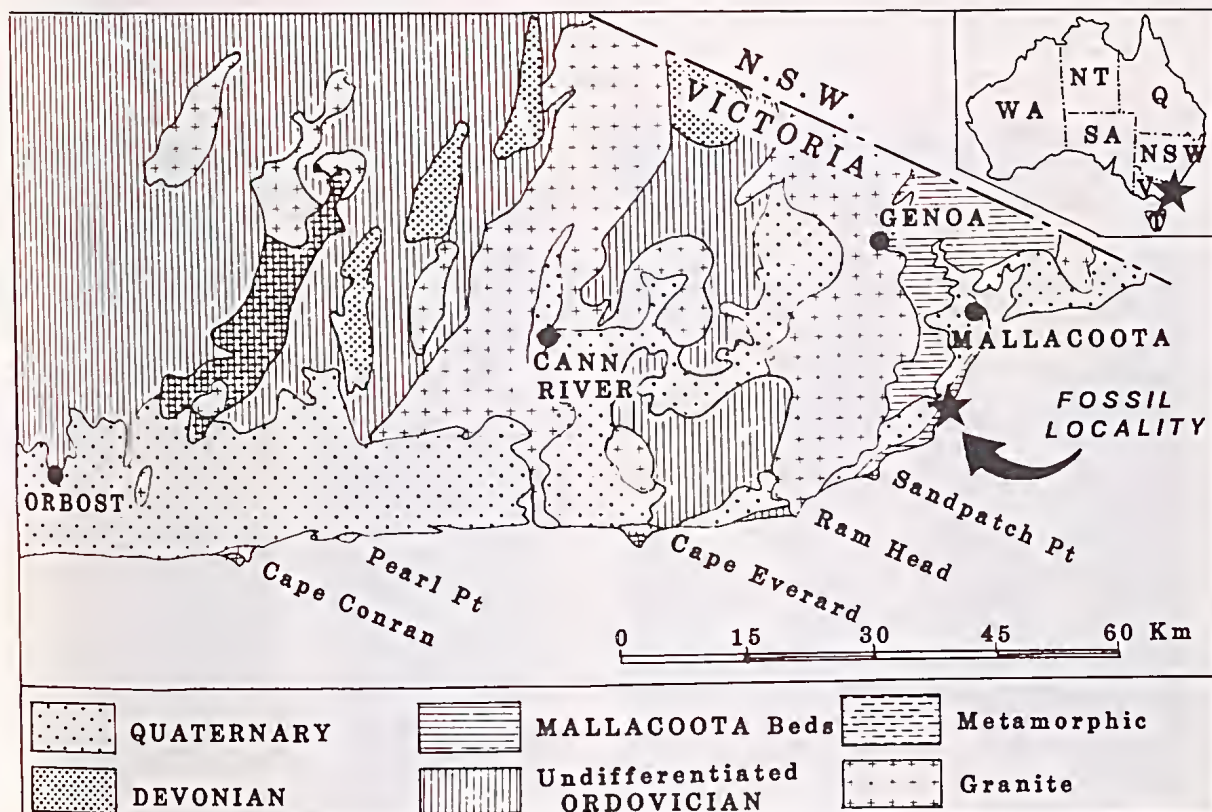 N.S.W.
VICTORIA
WA
NT
Q
SA
NSW
V
T
GENOA
MALLACOOTA
CANN
RIVER
FOSSIL
LOCALITY
ORBOST
Sandpatch Pt
Ram Head
Cape Everard
Pearl Pt
Cape Conran
0 15 30 45 60 Km
QUATERNARY
MALLACOOTA Beds
Metamorphic
DEVONIAN
Undifferentiated
ORDOVICIAN
Granite